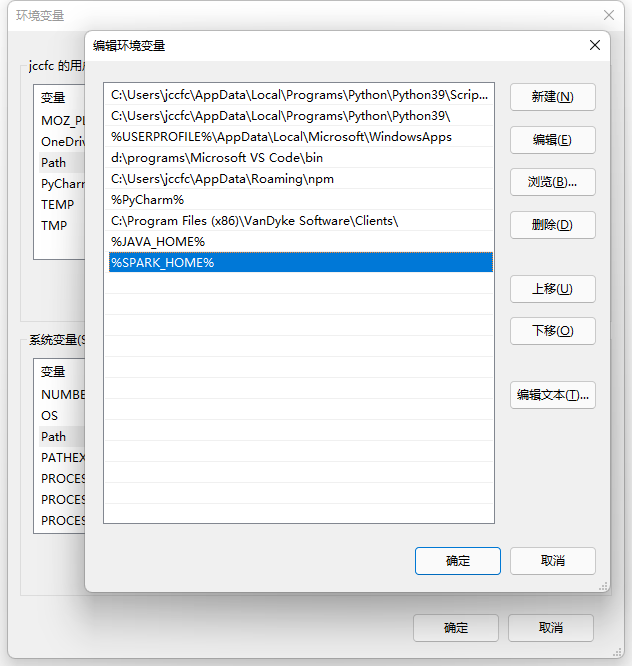 环境变量
编辑环境变量
jccfc 的用户
变量
MOZ_PL
OneDriv
Path
PyCharm
TEMP
TMP
C:\Users\jccfc\AppData\Local\Programs\Python\Python39\Scrip...
C:\Users\jccfc\AppData\Local\Programs\Python\Python39\
%USERPROFILE%\AppData\Local\Microsoft\WindowsApps
d:\programs\Microsoft VS Code\bin
C:\Users\jccfc\AppData\Roaming\npm
%PyCharm%
C:\Program Files (x86)\VanDyke Software\Clients\
%JAVA_HOME%
%SPARK_HOME%
新建(N)
编辑(E)
浏览(B)...
删除(D)
上移(U)
下移(O)
编辑文本(T)...
系统变量(S
变量
NUMBE
OS
Path
PATHEX
PROCES
PROCES
PROCES
确定
取消
确定
取消